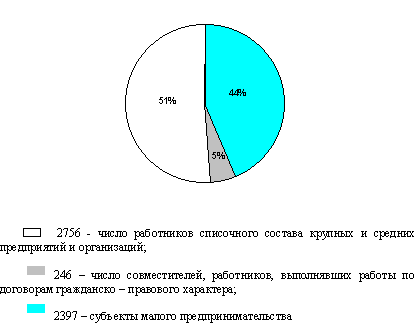 44%
51%
5%
2756 - число работников списочного состава крупных и средних
предприятий и организаций;
246 – число совместителей, работников, выполнявших работы по
договорам гражданско – правового характера;
2397 – субъекты малого предпринимательства